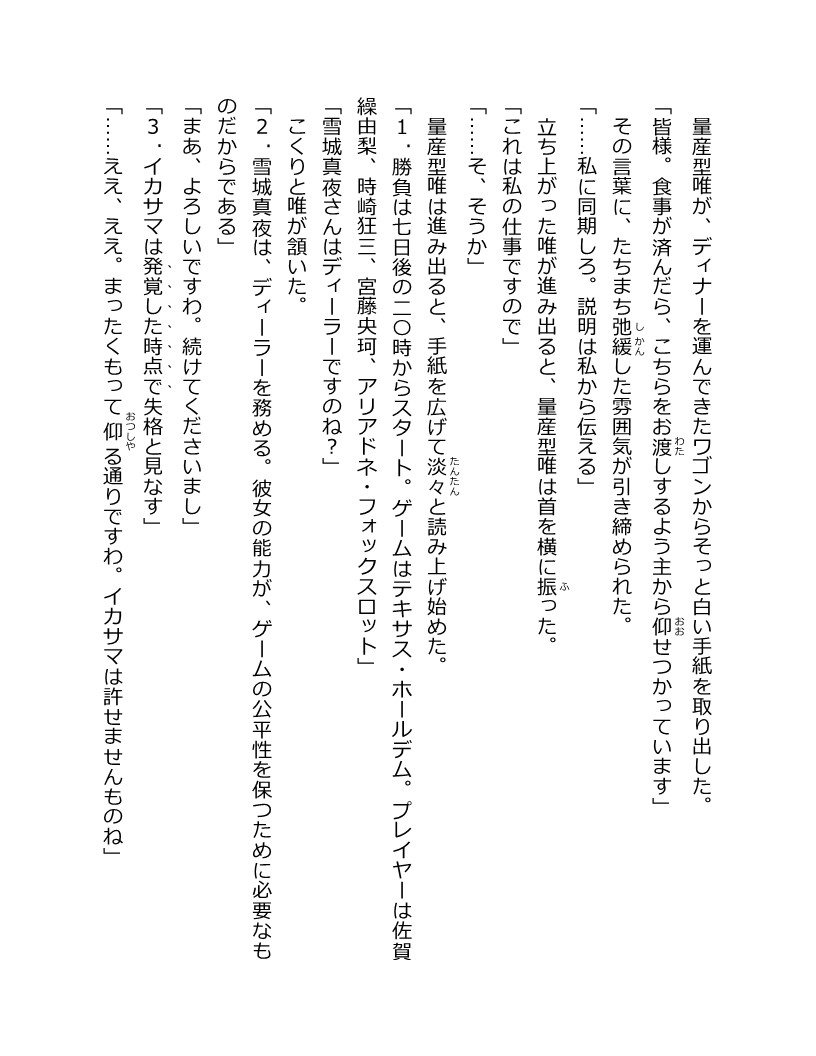 量産型唯が、ディナーを運んできたワゴンからそっと白い手紙を取り出した。
「皆様。食事が済んだら、こちらをお渡しするよう主から仰せつかっています」
その言葉に、たちまち弛緩した雰囲気が引き締められた。
「……私に同期しろ。説明は私から伝える」
立ち上がった唯が進み出ると、量産型唯は首を横に振った。
「これは私の仕事ですので」
「……そ、そうか」
量産型唯は進み出ると、手紙を広げて淡々と読み上げ始めた。
「1・勝負は七日後の二〇時からスタート。ゲームはテキサス・ホールデム。プレイヤーは佐賀
繰由梨、時崎狂三、宮藤央珂、アリアドネ・フォックスロット」
「雪城真夜さんはディーラーですのね?」
こくりと唯が頷いた。
「2・雪城真夜は、ディーラーを務める。彼女の能力が、ゲームの公平性を保つために必要なも
のだからである」
「まあ、よろしいですわ。続けてくださいまし」
「3・イカサマは発覚した時点で失格と見なす」
「……ええ、ええ。まったくもって仰る通りですわ。イカサマは許せませんものね」